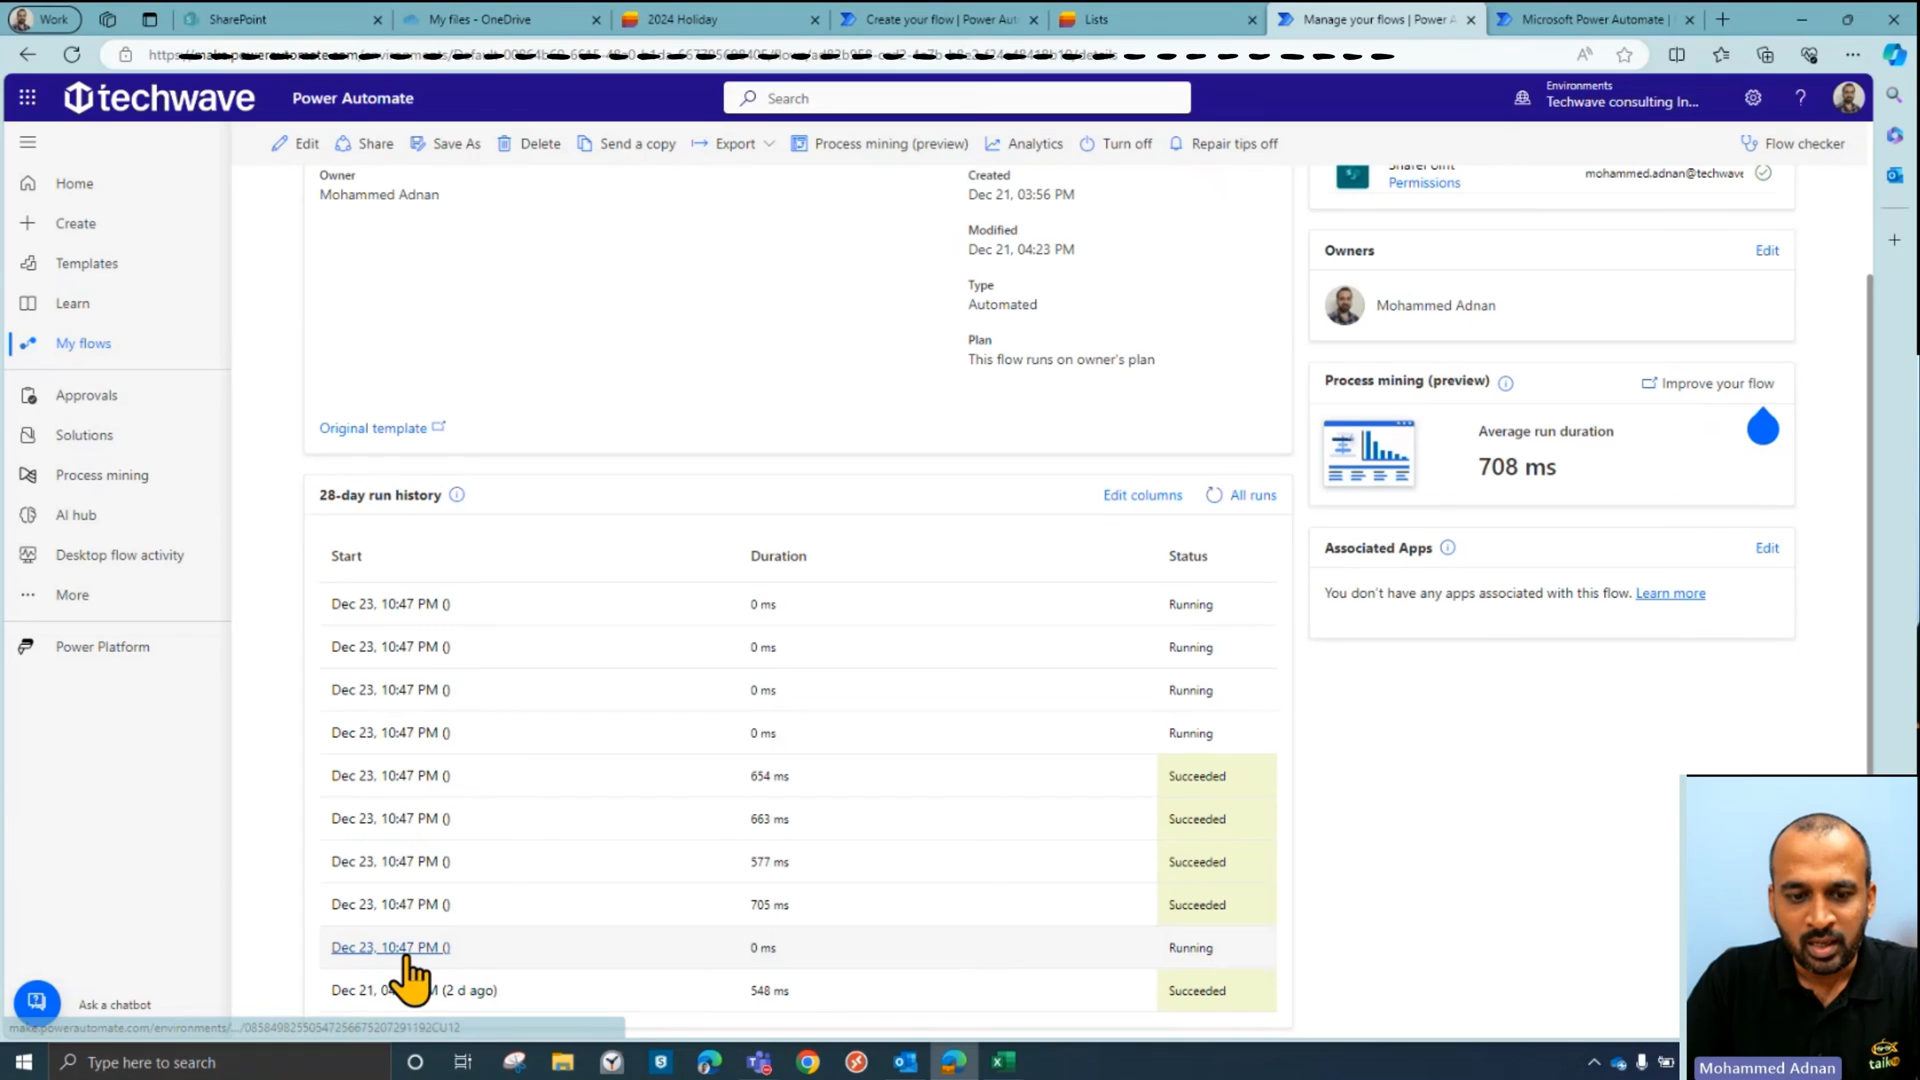 Work
SharePoint
My files - OneDrive
2024 Holiday
Create your flow | Power Aut
Lists
Manage your flows | Power A
Microsoft Power Automate |
techwave
Power Automate
Search
Environments
Techwave consulting In...
Edit
Share
Save As
Delete
Send a copy
Export
Process mining (preview)
Analytics
Turn off
Repair tips off
Flow checker
Home
Create
Templates
Learn
My flows
Approvals
Solutions
Process mining
AI hub
Desktop flow activity
More
Power Platform
Ask a chatbot
Owner
Mohammed Adnan
Created
Dec 21, 03:56 PM
Modified
Dec 21, 04:23 PM
Type
Automated
Plan
This flow runs on owner's plan
Original template
28-day run history
Edit columns
All runs
Start Duration Status
Dec 23, 10:47 PM () 0 ms Running
Dec 23, 10:47 PM () 0 ms Running
Dec 23, 10:47 PM () 0 ms Running
Dec 23, 10:47 PM () 0 ms Running
Dec 23, 10:47 PM () 654 ms Succeeded
Dec 23, 10:47 PM () 663 ms Succeeded
Dec 23, 10:47 PM () 577 ms Succeeded
Dec 23, 10:47 PM () 705 ms Succeeded
Dec 23, 10:47 PM () 0 ms Running
Dec 21, (2 d ago) 548 ms Succeeded
SharePoint
Permissions
mohammed.adnan@techwave
Owners
Edit
Mohammed Adnan
Process mining (preview)
Improve your flow
Average run duration
708 ms
Associated Apps
Edit
You don't have any apps associated with this flow. Learn more
make.powerautomate.com/environments/.../08584982550547256675207291192CU12
Type here to search
Mohammed Adnan
taik